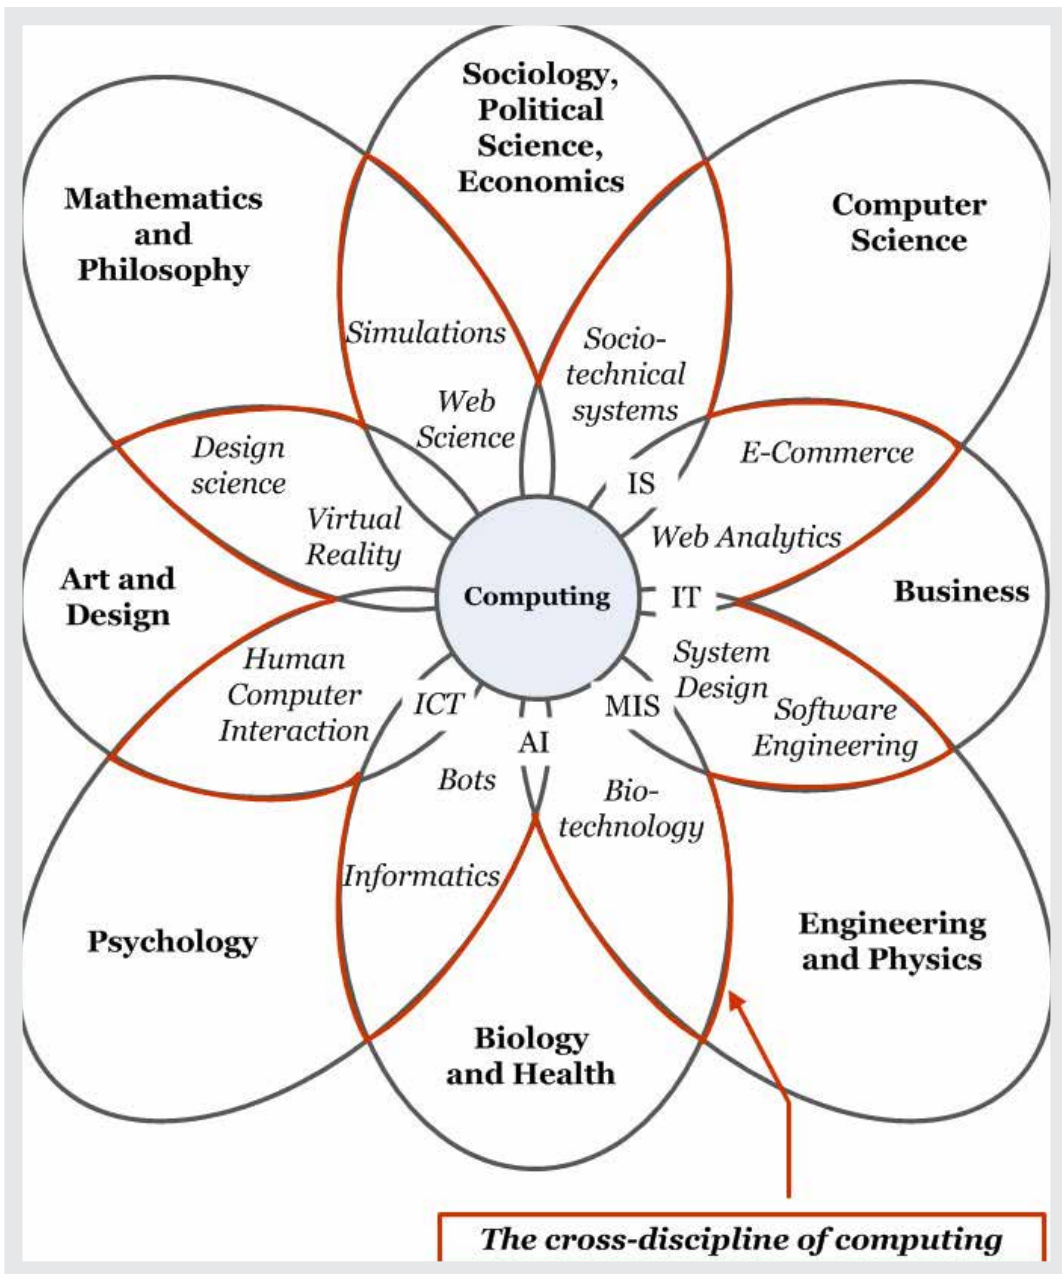 Sociology,
Political
Science,
Economics
Mathematics
and
Philosophy
Computer
Science
Simulations
Socio-
technical
systems
Web
Science
Design
science
E-Commerce
IS
Virtual
Reality
Web Analytics
Art and
Design
Computing
IT
Business
Human
Computer
Interaction
System
Design
ICT
MIS
Software
Engineering
AI
Bots
Bio-
technology
Informatics
Psychology
Engineering
and Physics
Biology
and Health
The cross-discipline of computing